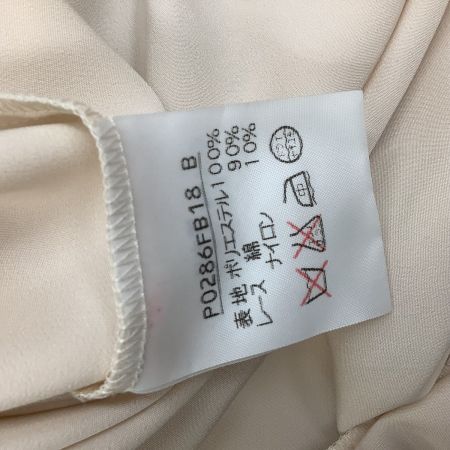 P0286FB18 B
表 地 ポリエステル100%
レース 綿 90%
ナイロン 10%